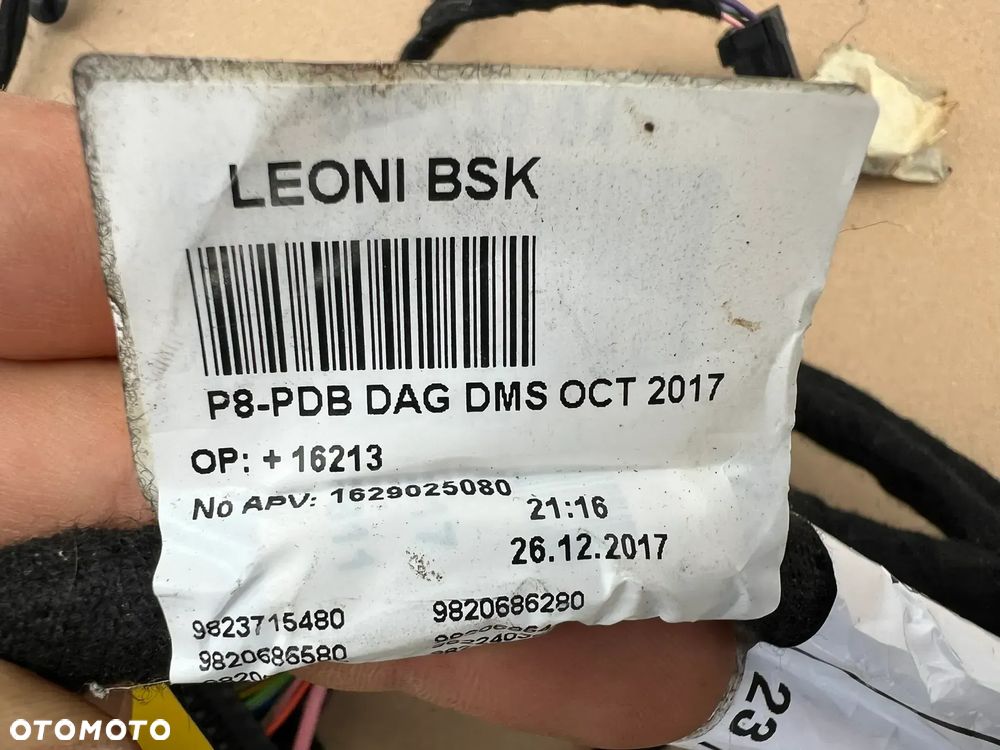 LEONI BSK
P8-PDB DAG DMS OCT 2017
OP: + 16213
No APV: 1629025080
21:16
26.12.2017
9823715480 9820686280
9820686580
23
OTOMOTO